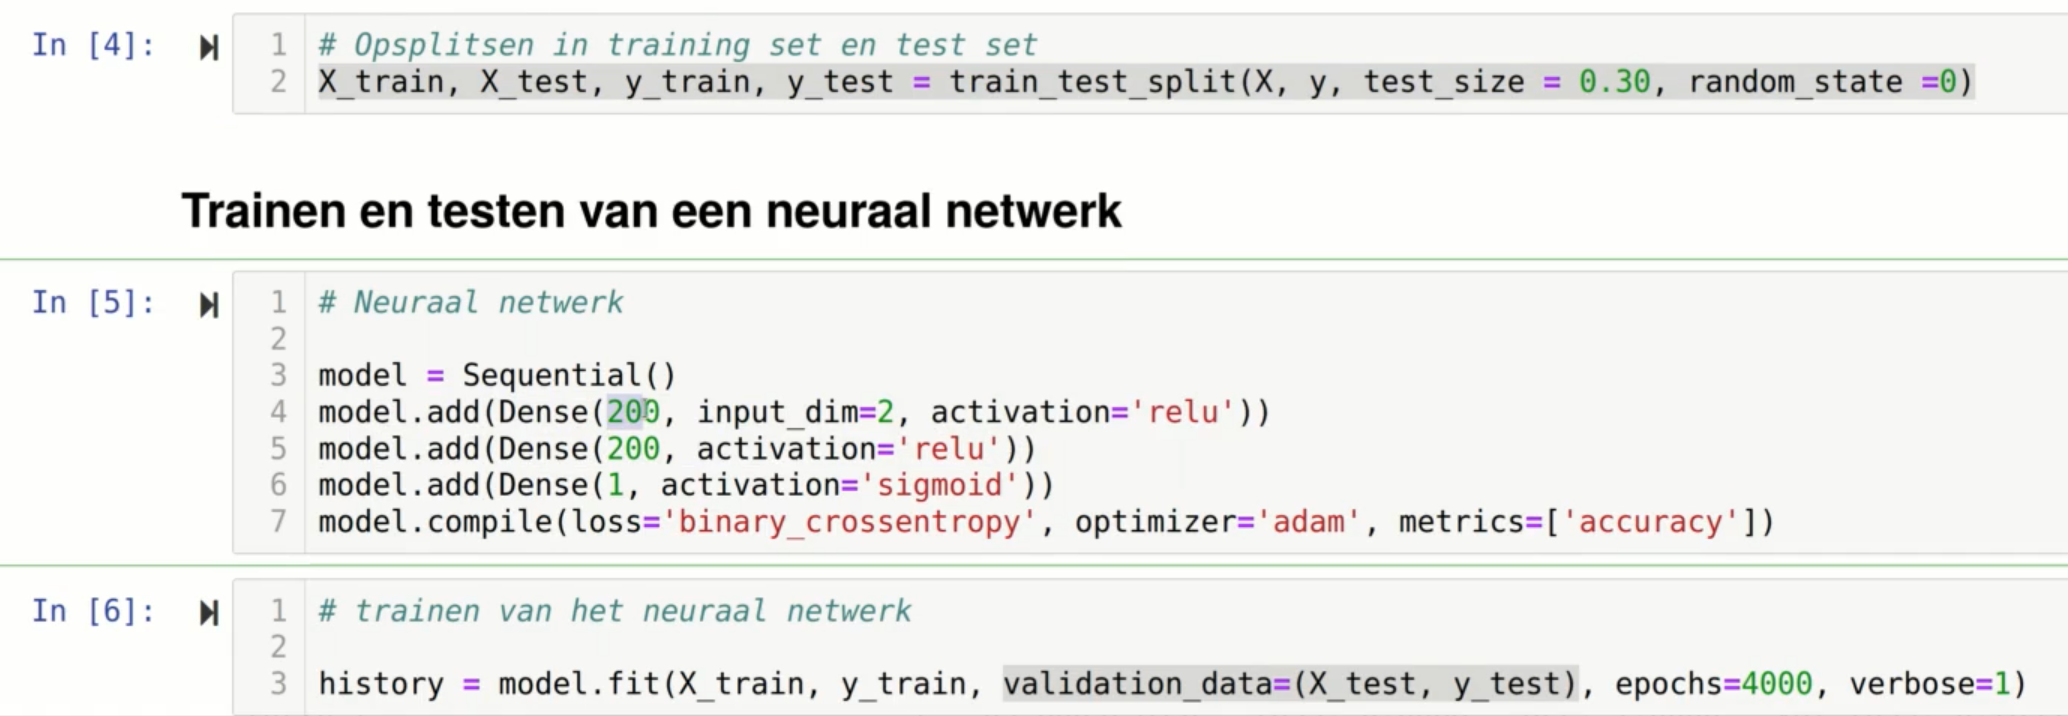 In [4]:
1 # Opsplitsen in training set en test set
2 X_train, X_test, y_train, y_test = train_test_split(X, y, test_size = 0.30, random_state =0)
Trainen en testen van een neuraal netwerk
In [5]:
1 # Neuraal netwerk
2
3 model = Sequential()
4 model.add(Dense(200, input_dim=2, activation='relu'))
5 model.add(Dense(200, activation='relu'))
6 model.add(Dense(1, activation='sigmoid'))
7 model.compile(loss='binary_crossentropy', optimizer='adam', metrics=['accuracy'])
In [6]:
1 # trainen van het neuraal netwerk
2
3 history = model.fit(X_train, y_train, validation_data=(X_test, y_test), epochs=4000, verbose=1)